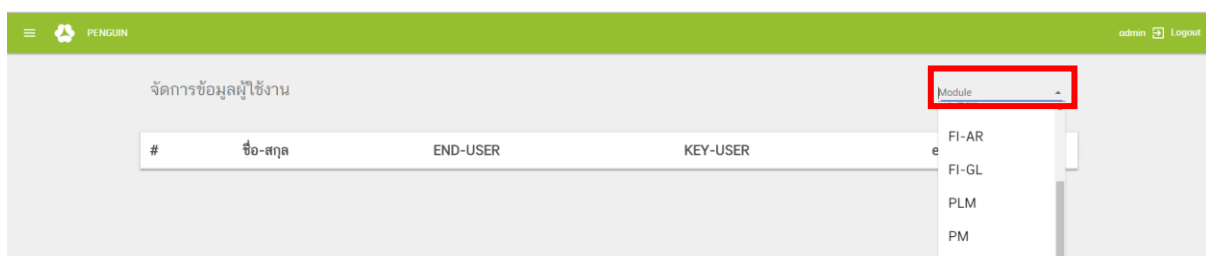 PENGUIN
admin Logout
จัดการข้อมูลผู้ใช้งาน
Module
# ชื่อ-สกุล END-USER KEY-USER e
FI-AR
FI-GL
PLM
PM